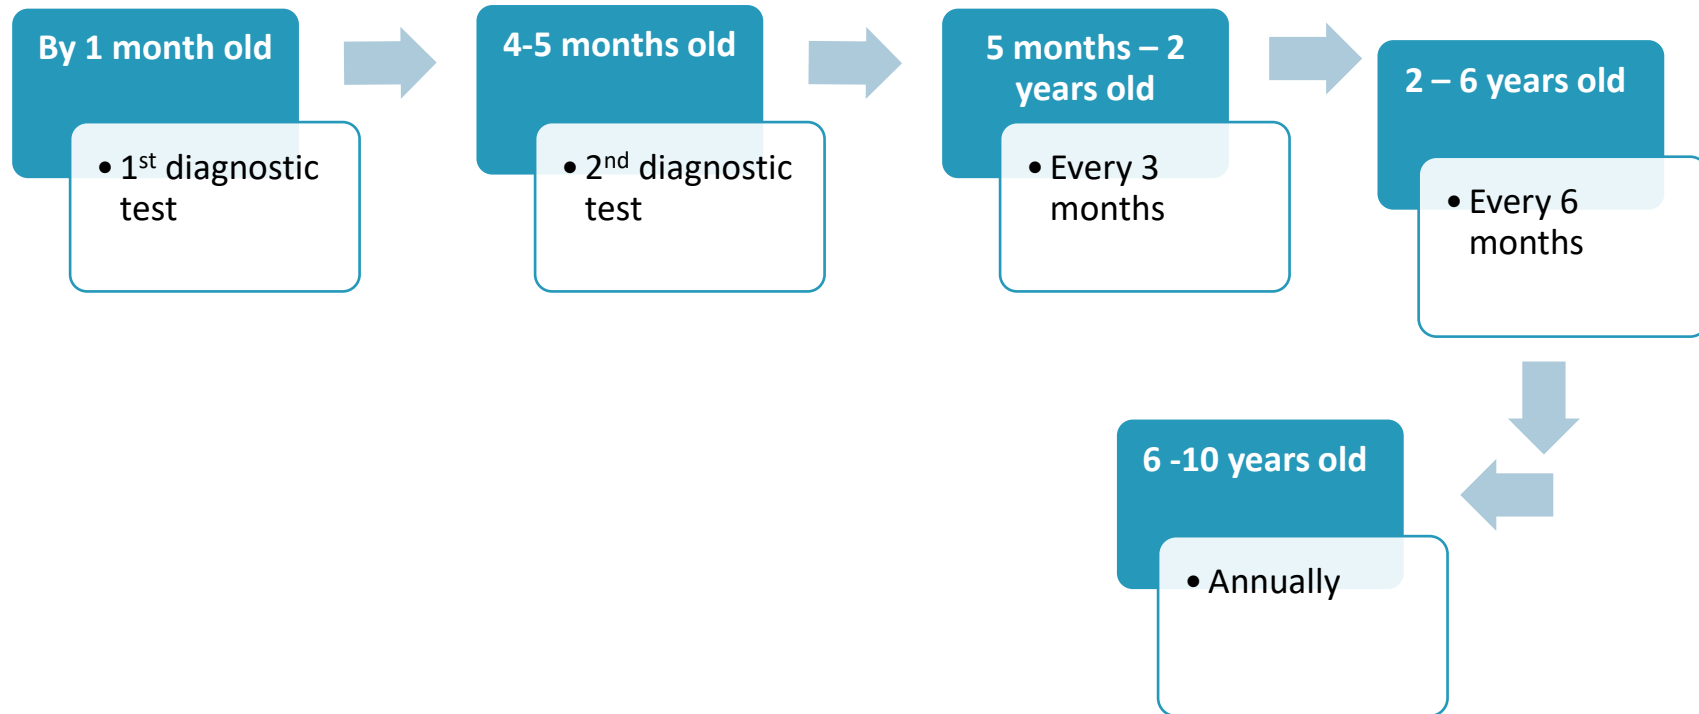 By 1 month old
• 1st diagnostic
test
4-5 months old
• 2nd diagnostic
test
5 months – 2
years old
• Every 3
months
2 – 6 years old
• Every 6
months
6 -10 years old
• Annually